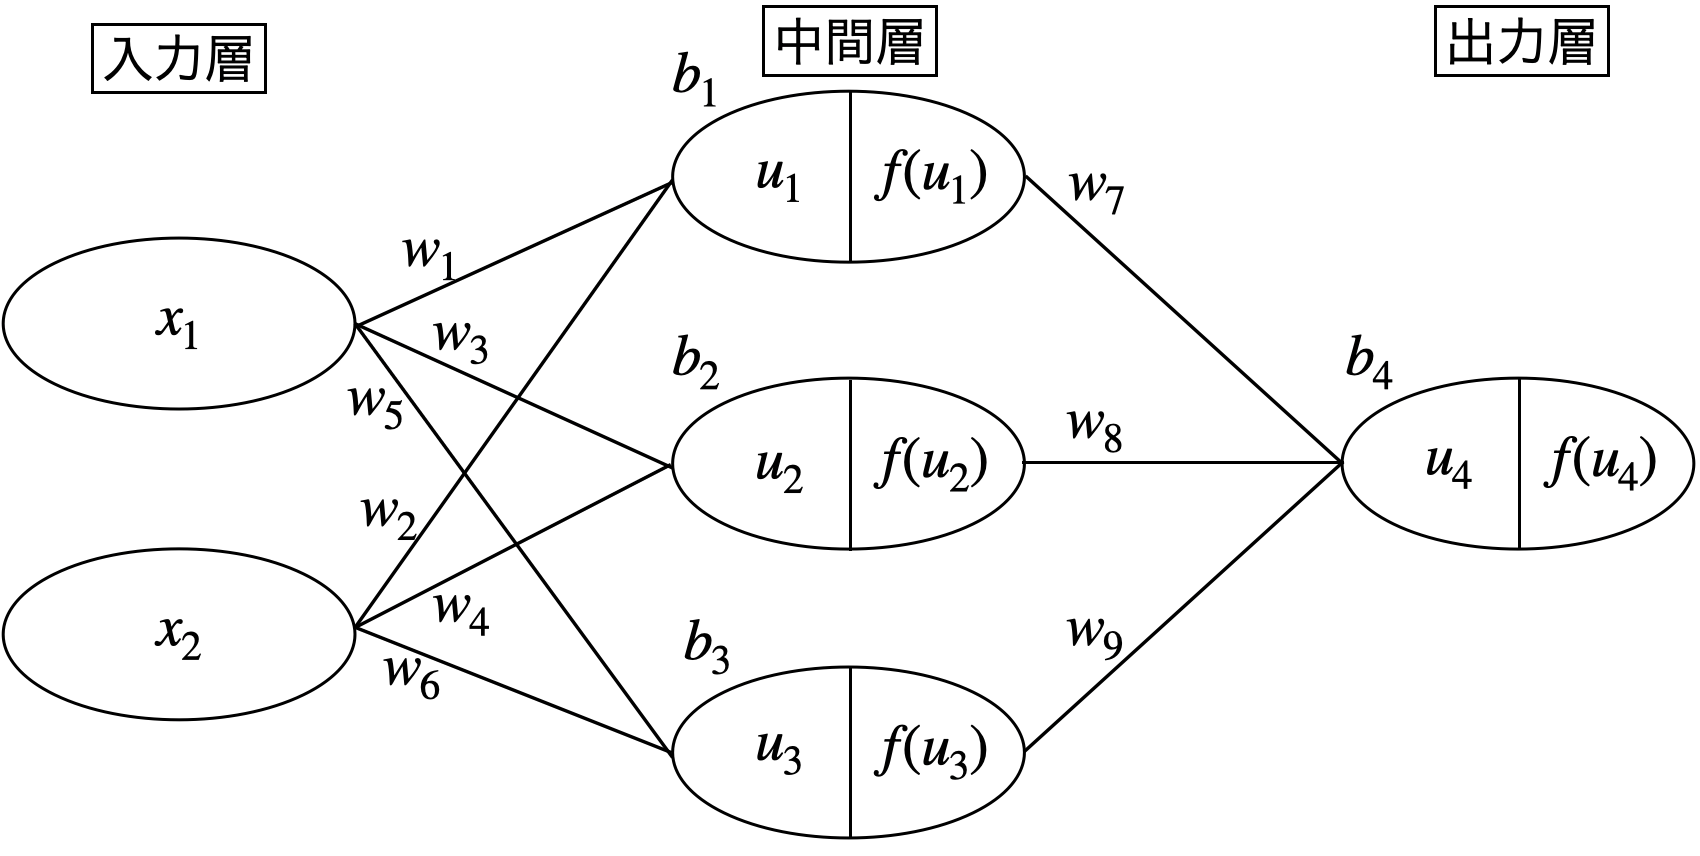 入力層
中間層
出力層
b₁
u₁ f(u₁)
w₇
w₁
x₁
w₃
w₅
b₂
u₂ f(u₂)
w₈
b₄
u₄ f(u₄)
w₂
x₂
w₄
w₆
b₃
u₃ f(u₃)
w₉